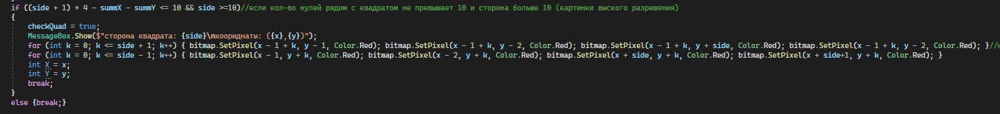 if ((side + 1) * 4 - summX - summY <= 10 && side >=10)//если кол-во нулей рядом с квадратом не превышает 10 и сторона больше 10 (картинки выского разрешения)
{
checkQuad = true;
MessageBox.Show($"сторона квадрата: {side}\nкоориднаты: ({x},{y})");
for (int k = 0; k <= side + 1; k++) { bitmap.SetPixel(x - 1 + k, y - 1, Color.Red); bitmap.SetPixel(x - 1 + k, y - 2, Color.Red); bitmap.SetPixel(x - 1 + k, y + side, Color.Red); bitmap.SetPixel(x - 1 + k, y - 2, Color.Red); }//
for (int k = 0; k <= side - 1; k++) { bitmap.SetPixel(x - 1, y + k, Color.Red); bitmap.SetPixel(x - 2, y + k, Color.Red); bitmap.SetPixel(x + side, y + k, Color.Red); bitmap.SetPixel(x + side+1, y + k, Color.Red); }
int X = x;
int Y = y;
break;
}
else {break;}